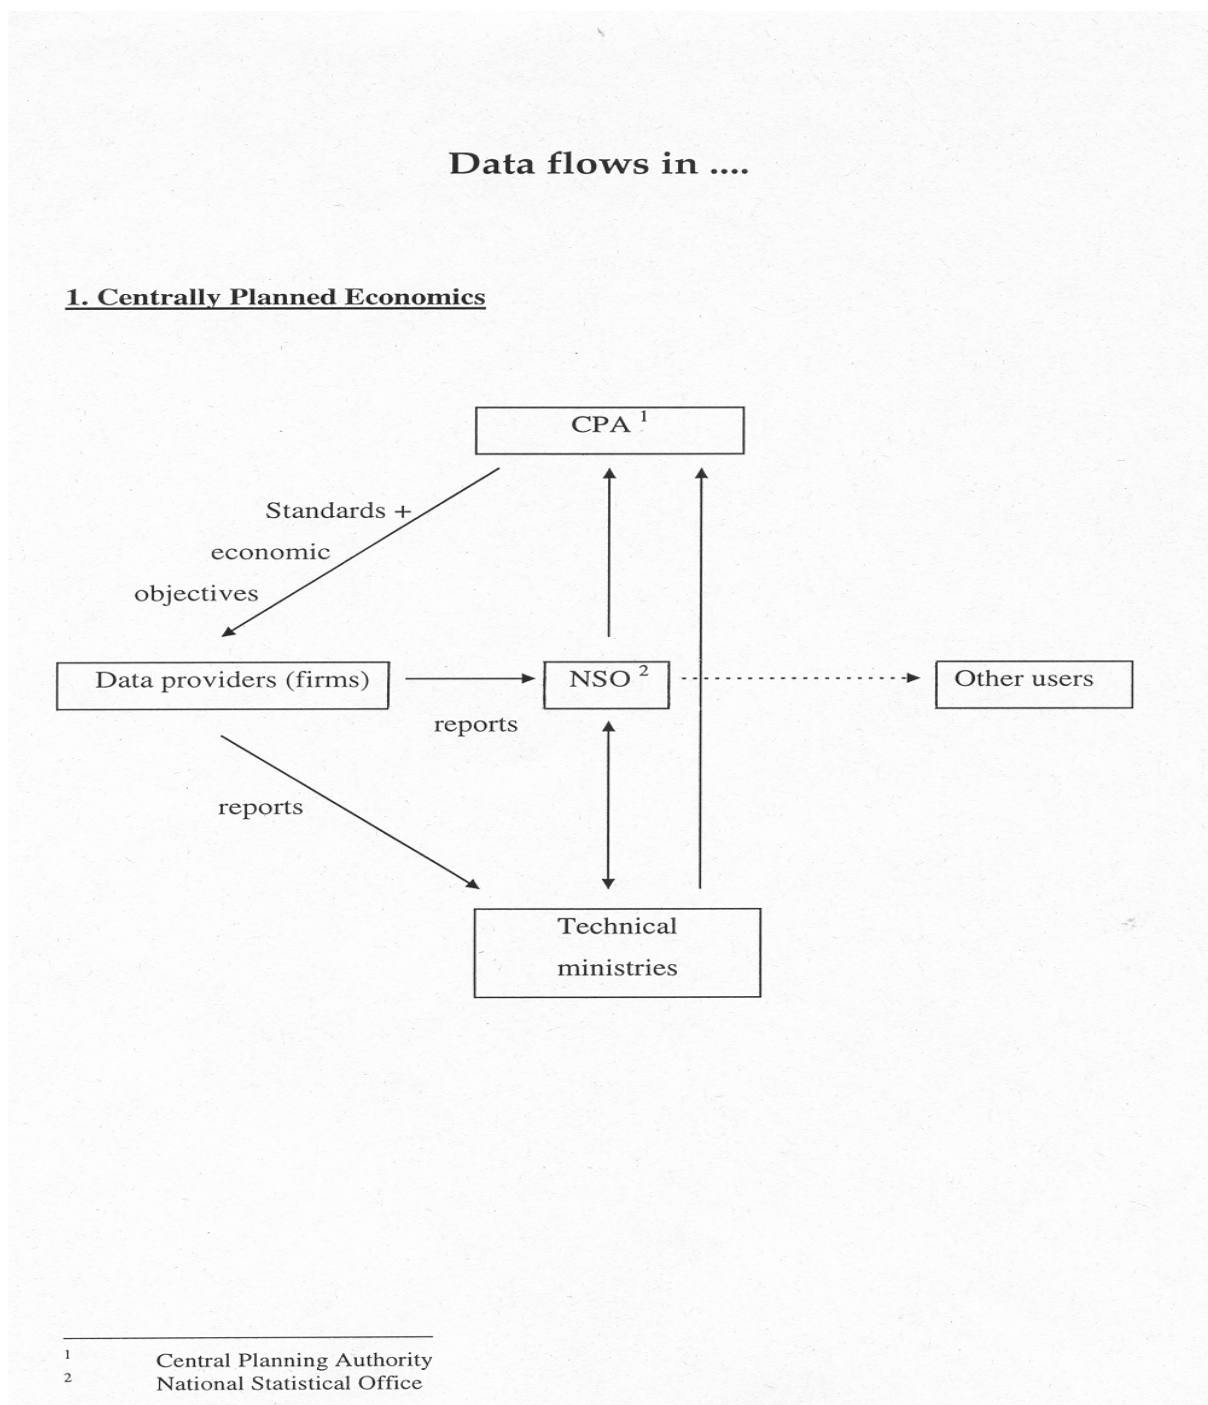 Data flows in ....
1. Centrally Planned Economics
CPA 1
Standards +
economic
objectives
Data providers (firms)
NSO 2
Other users
reports
reports
Technical
ministries
1 Central Planning Authority
2 National Statistical Office